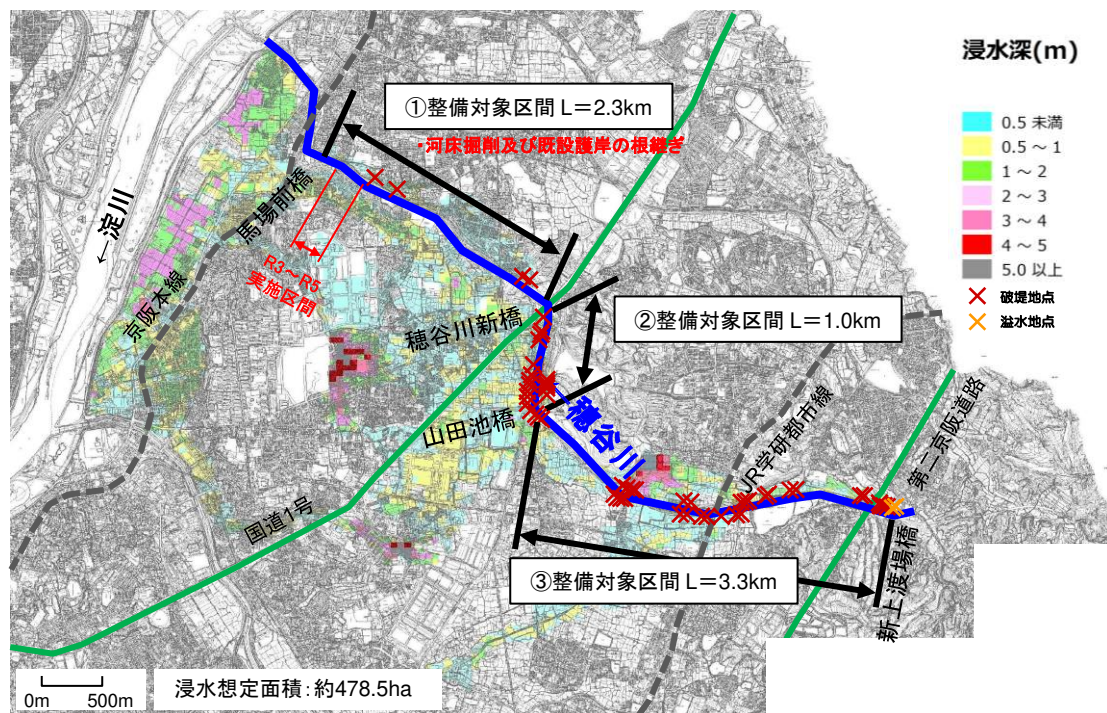 浸水深(m)
0.5 未満
0.5 ~ 1
1 ~ 2
2 ~ 3
3 ~ 4
4 ~ 5
5.0 以上
破堤地点
溢水地点
①整備対象区間 L=2.3km
・河床掘削及び既設護岸の根継ぎ
馬場前橋
←淀川
京阪本線
R3~R5
実施区間
穂谷川新橋
②整備対象区間 L=1.0km
山田池橋
←穂谷川
JR学研都市線
第二京阪道路
国道1号
③整備対象区間 L=3.3km
新上渡場橋
0m 500m
浸水想定面積:約478.5ha